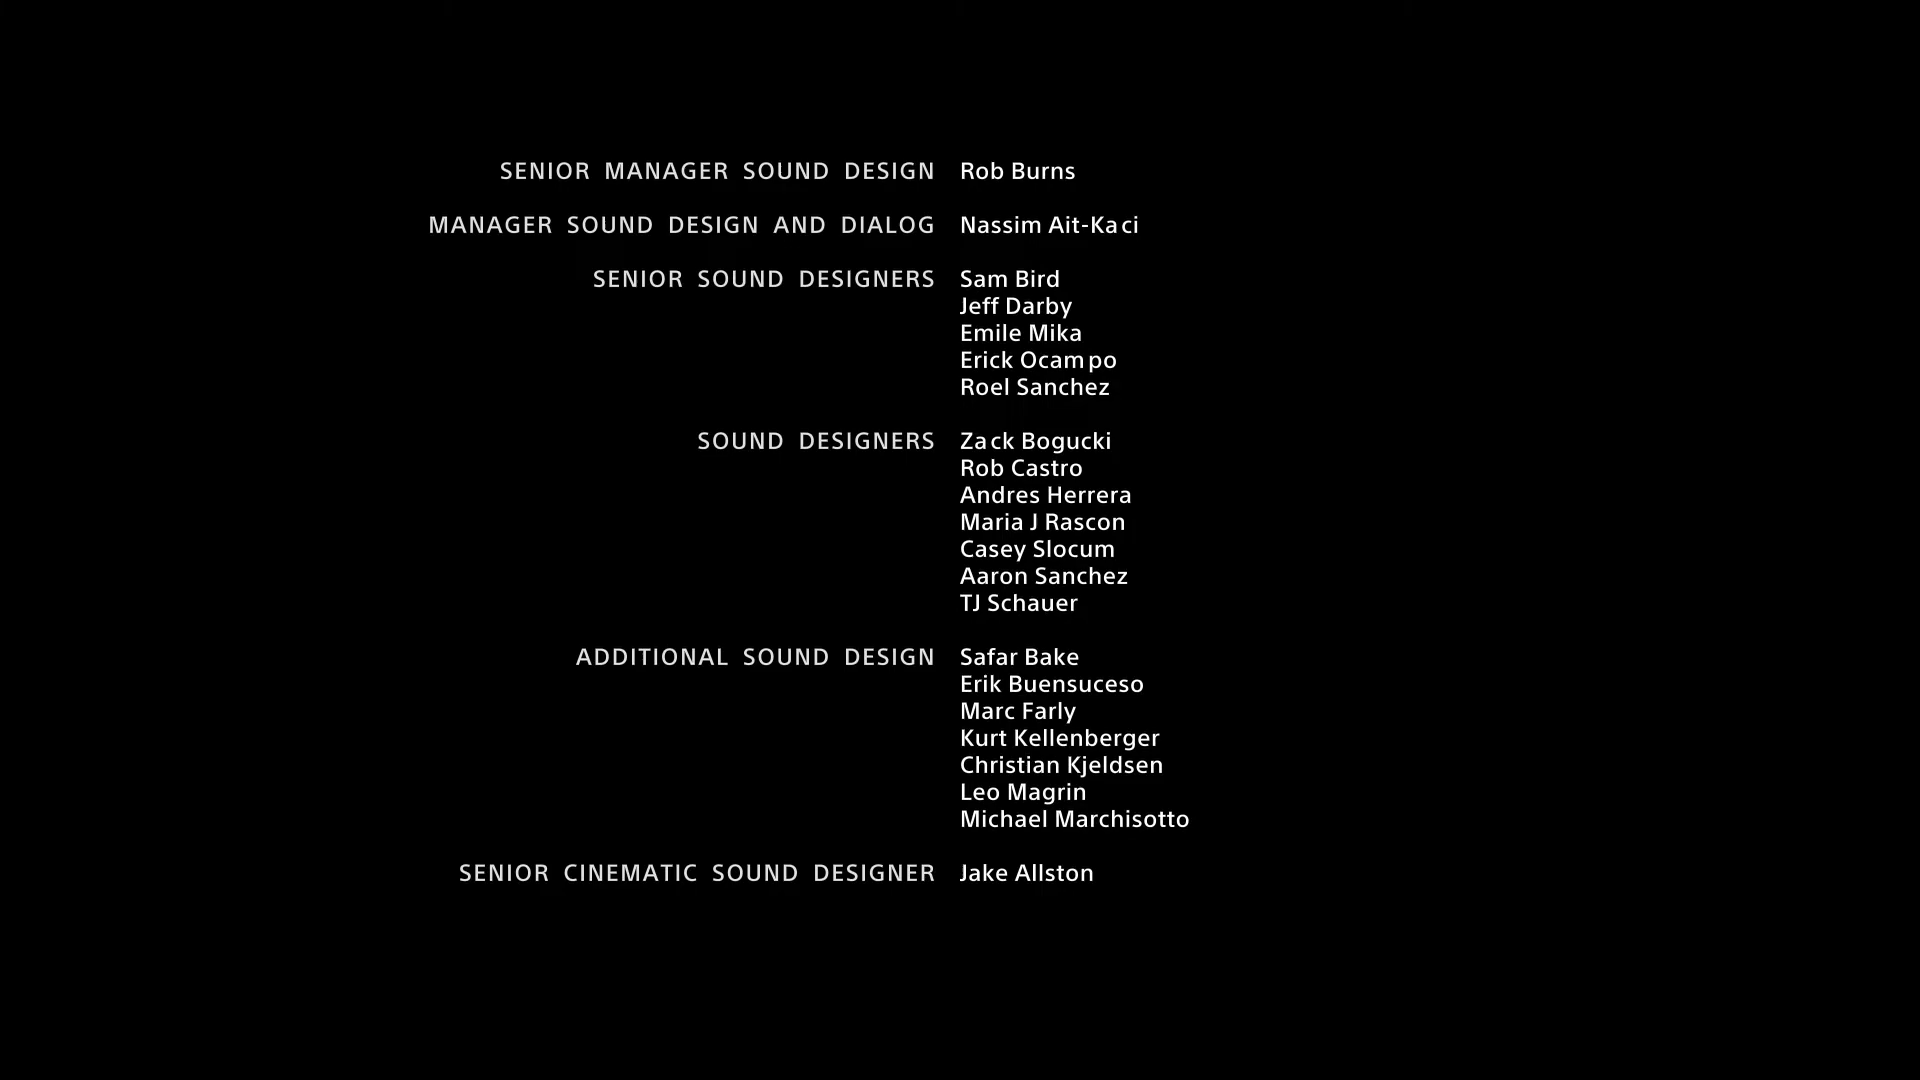 SENIOR MANAGER SOUND DESIGN Rob Burns
MANAGER SOUND DESIGN AND DIALOG Nassim Ait-Kaci
SENIOR SOUND DESIGNERS Sam Bird
Jeff Darby
Emile Mika
Erick Ocampo
Roel Sanchez
SOUND DESIGNERS Zack Bogucki
Rob Castro
Andres Herrera
Maria J Rascon
Casey Slocum
Aaron Sanchez
TJ Schauer
ADDITIONAL SOUND DESIGN Safar Bake
Erik Buensuceso
Marc Farly
Kurt Kellenberger
Christian Kjeldsen
Leo Magrin
Michael Marchisotto
SENIOR CINEMATIC SOUND DESIGNER Jake Allston